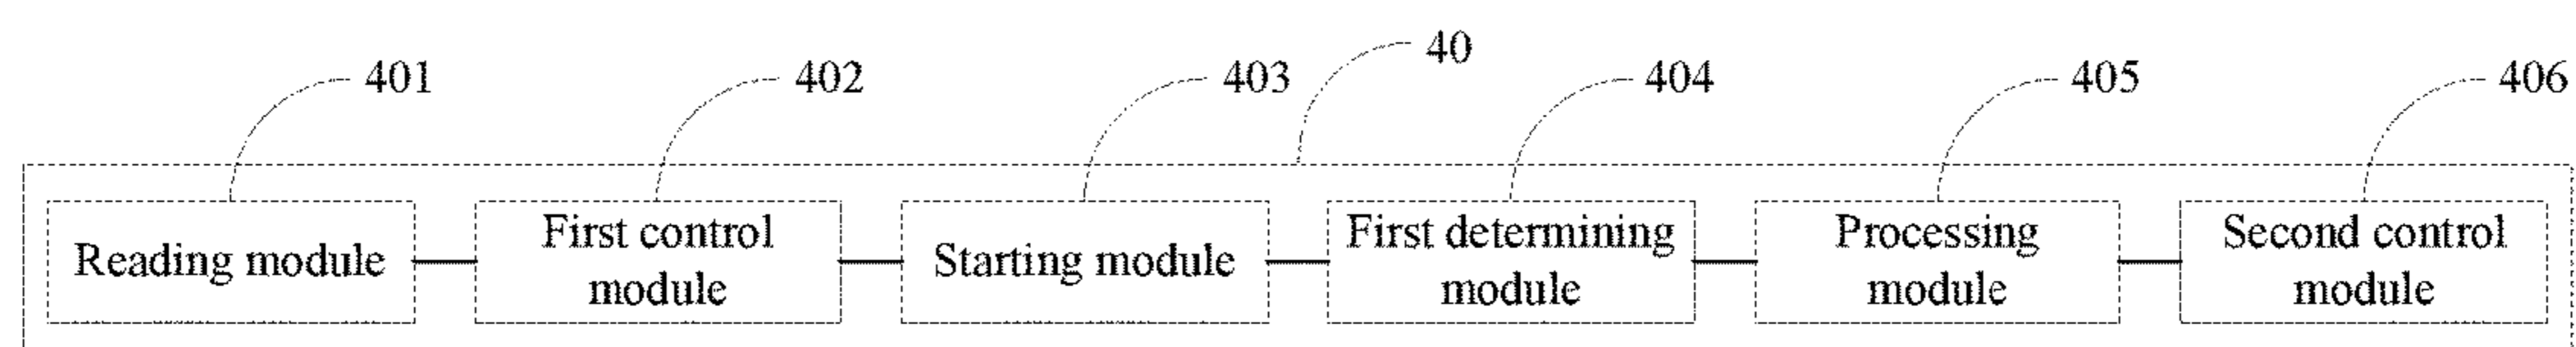 40
401
402
403
404
405
406
Reading module
First control
module
Starting module
First determining
module
Processing
module
Second control
module